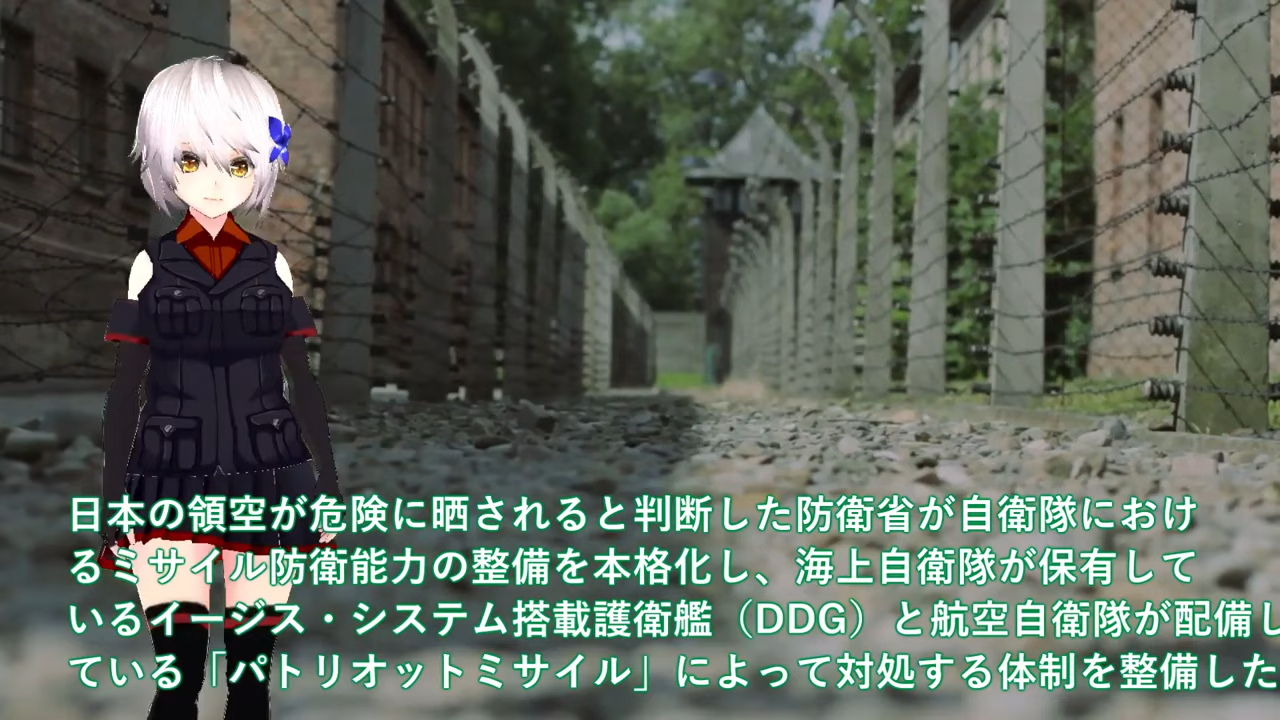 日本の領空が危険に晒されると判断した防衛省が自衛隊におけ
るミサイル防衛能力の整備を本格化し、海上自衛隊が保有して
いるイージス・システム搭載護衛艦（DDG）と航空自衛隊が配備し
ている「パトリオットミサイル」によって対処する体制を整備した